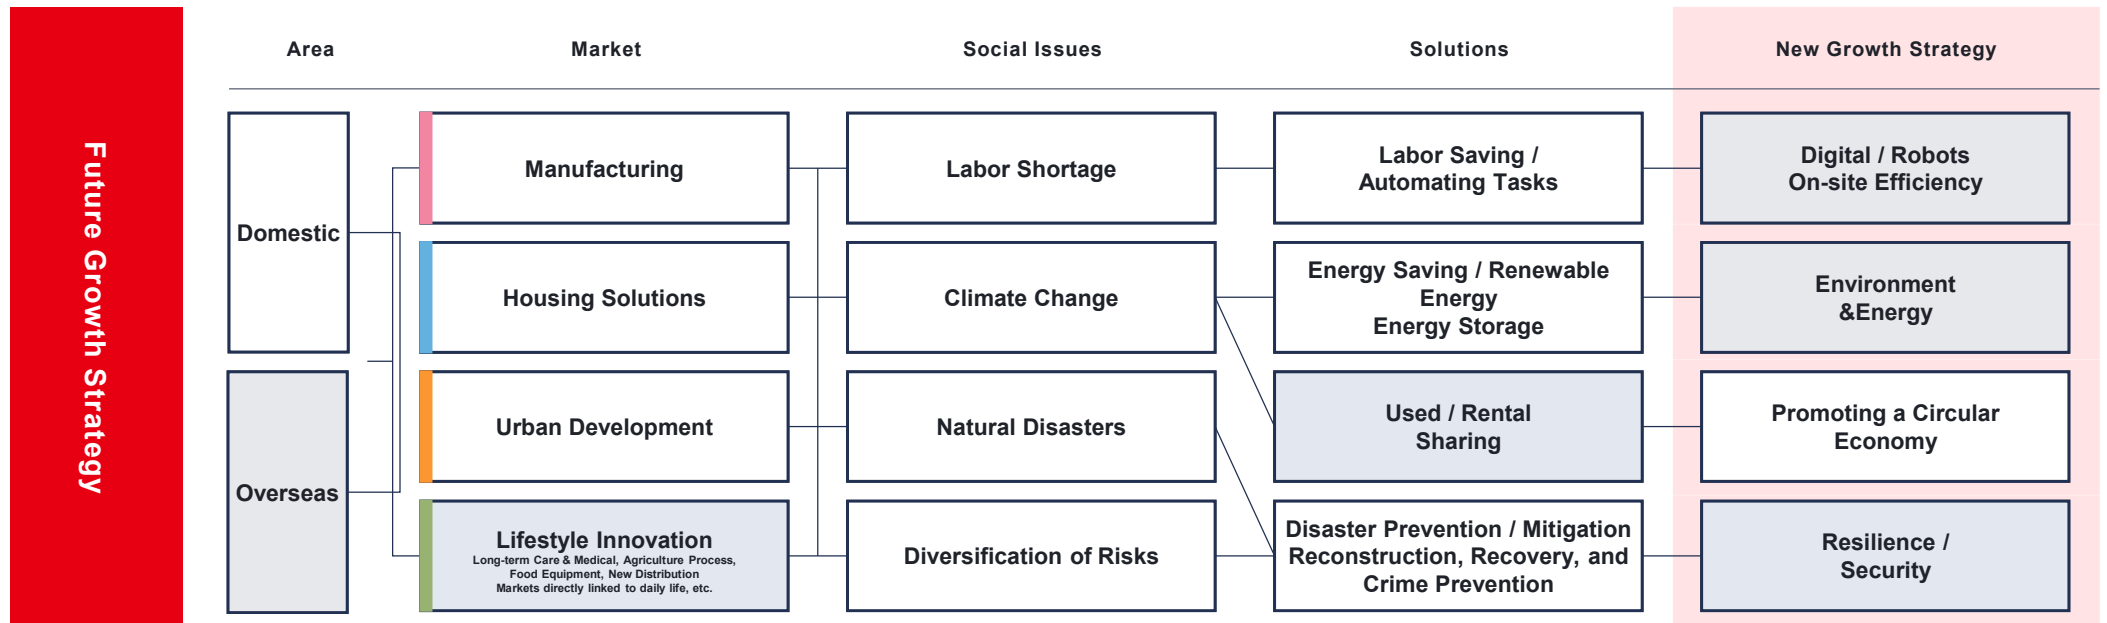 Future Growth Strategy
Area
Market
Social Issues
Solutions
New Growth Strategy
Domestic
Overseas
Manufacturing
Housing Solutions
Urban Development
Lifestyle Innovation
Long-term Care & Medical, Agriculture Process,
Food Equipment, New Distribution
Markets directly linked to daily life, etc.
Labor Shortage
Climate Change
Natural Disasters
Diversification of Risks
Labor Saving /
Automating Tasks
Energy Saving / Renewable
Energy
Energy Storage
Used / Rental
Sharing
Disaster Prevention / Mitigation
Reconstruction, Recovery, and
Crime Prevention
Digital / Robots
On-site Efficiency
Environment
&Energy
Promoting a Circular
Economy
Resilience /
Security